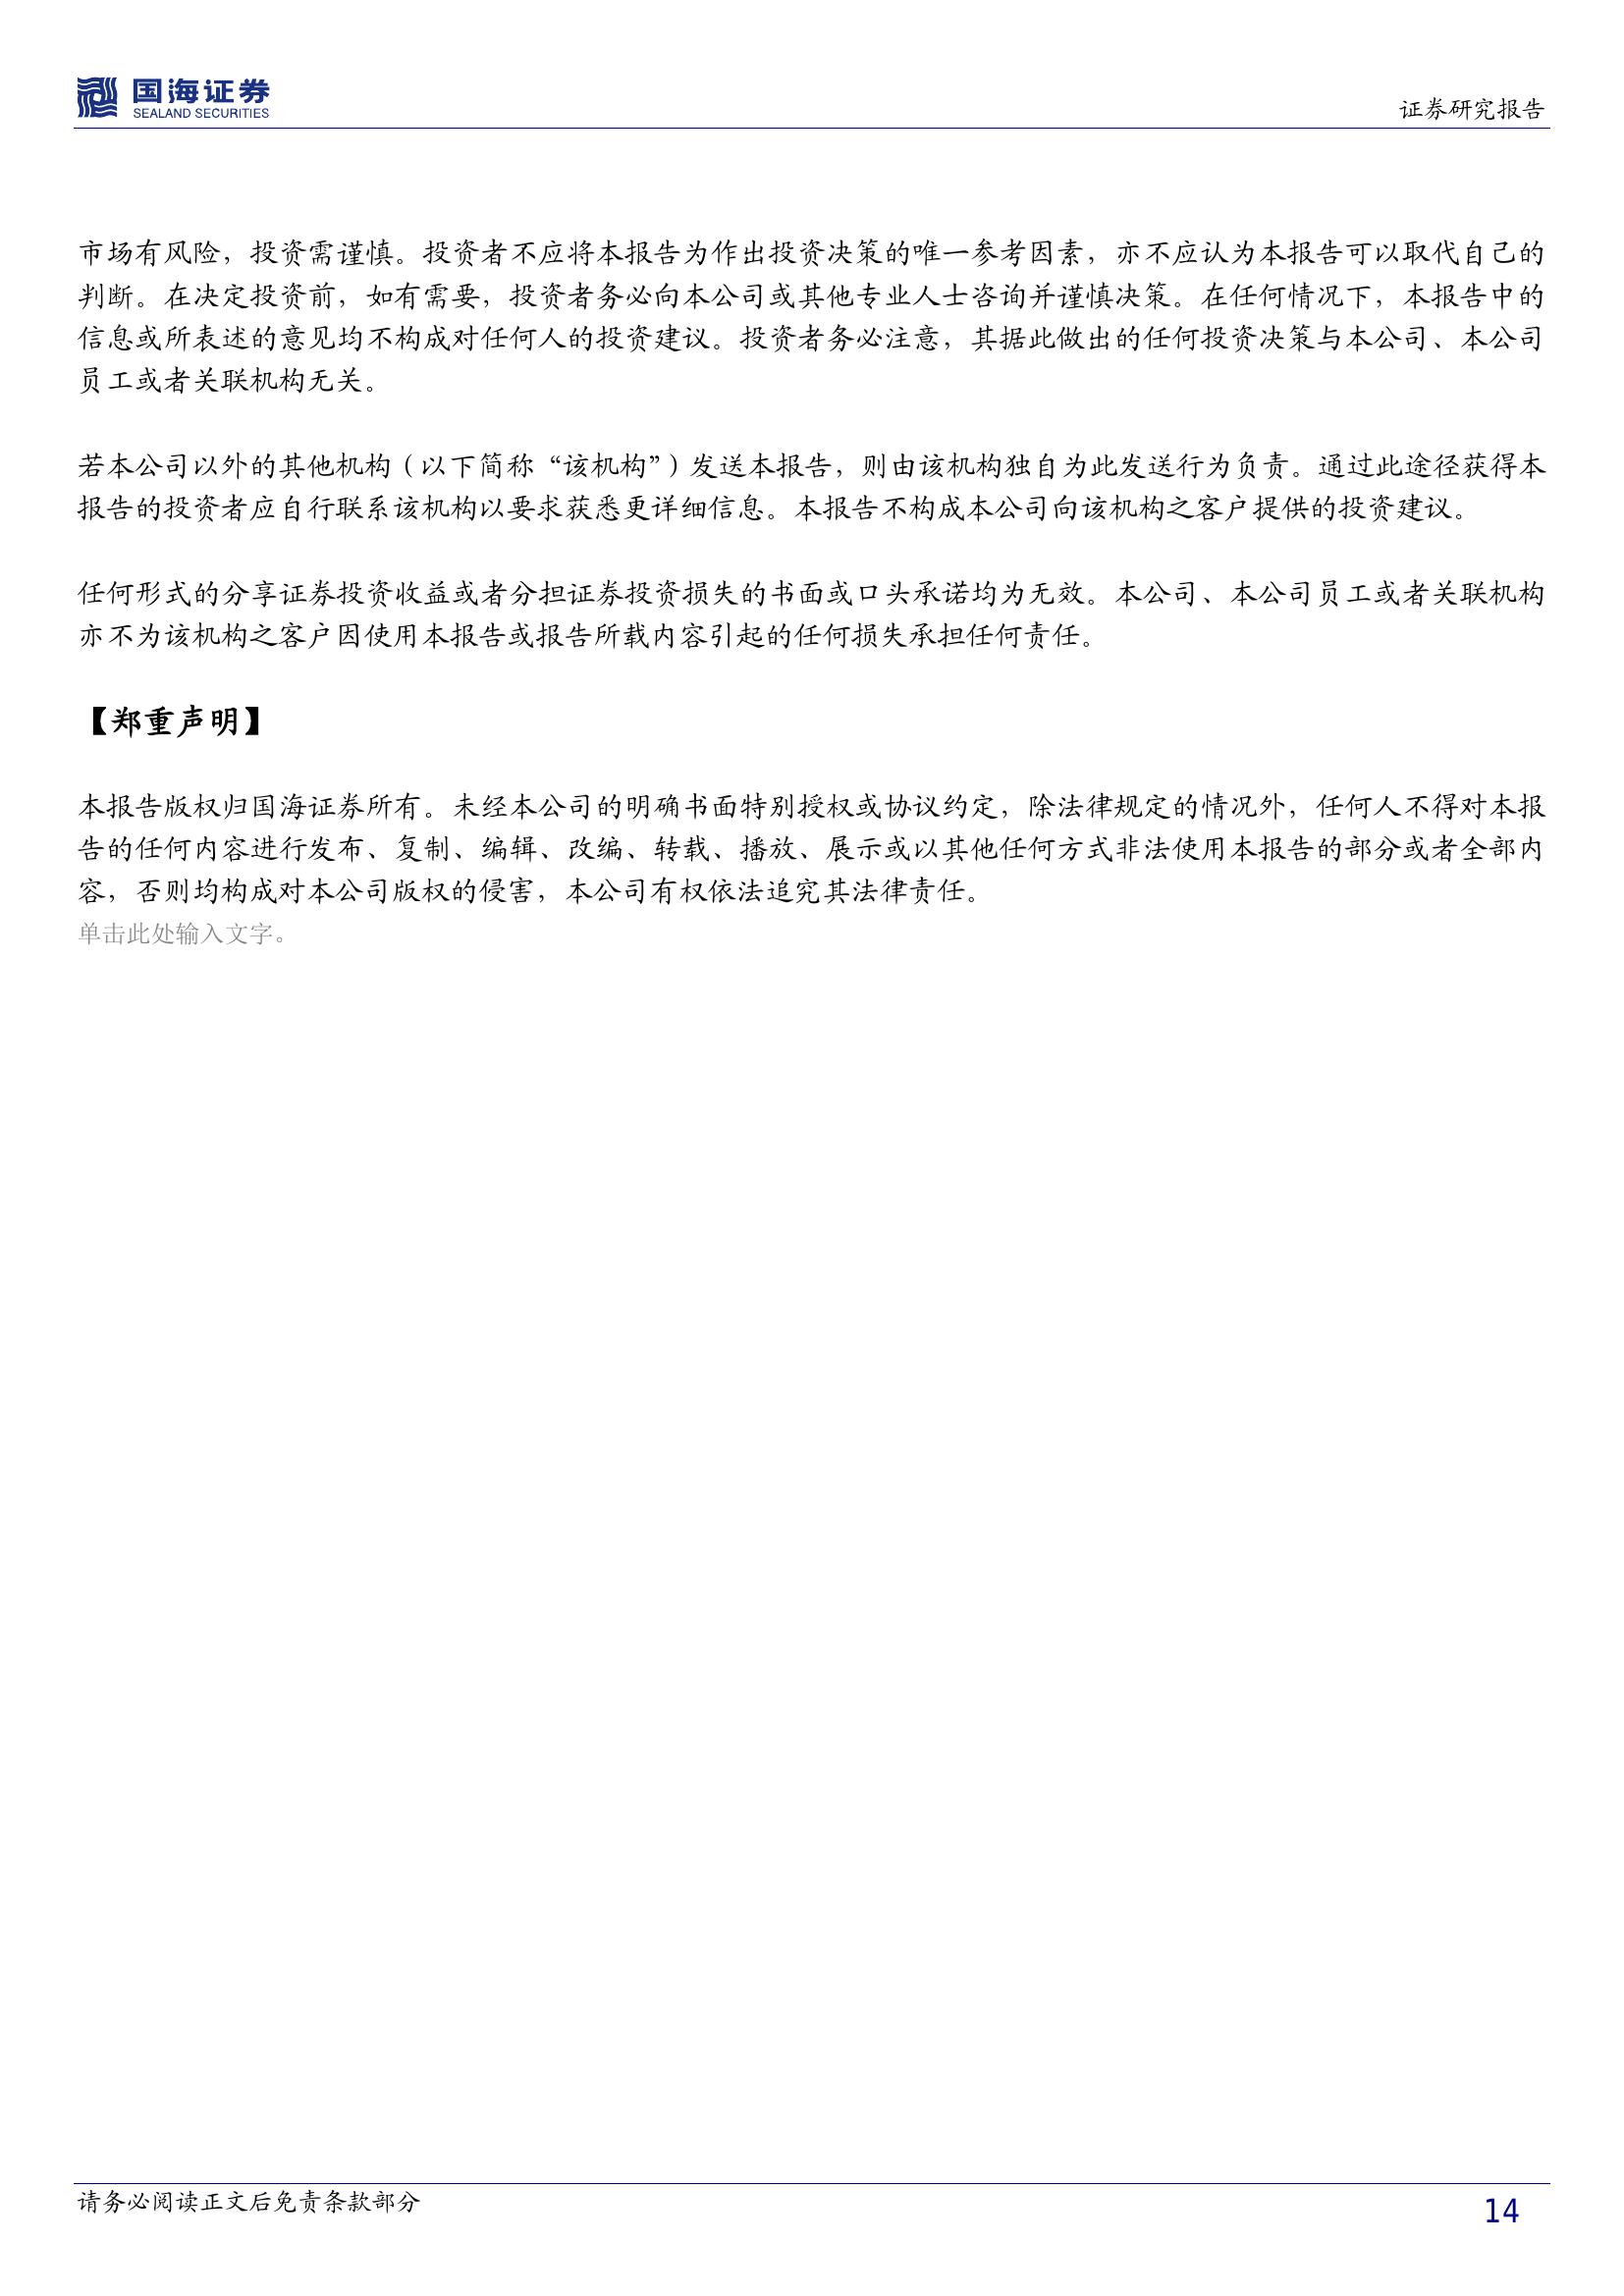 国海证券
SEALAND SECURITIES
证券研究报告
市场有风险，投资需谨慎。投资者不应将本报告为作出投资决策的唯一参考因素，亦不应认为本报告可以取代自己的
判断。在决定投资前，如有需要，投资者务必向本公司或其他专业人士咨询并谨慎决策。在任何情况下，本报告中的
信息或所表述的意见均不构成对任何人的投资建议。投资者务必注意，其据此做出的任何投资决策与本公司、本公司
员工或者关联机构无关。
若本公司以外的其他机构（以下简称“该机构”）发送本报告，则由该机构独自为此发送行为负责。通过此途径获得本
报告的投资者应自行联系该机构以要求获悉更详细信息。本报告不构成本公司向该机构之客户提供的投资建议。
任何形式的分享证券投资收益或者分担证券投资损失的书面或口头承诺均为无效。本公司、本公司员工或者关联机构
亦不为该机构之客户因使用本报告或报告所载内容引起的任何损失承担任何责任。
【郑重声明】
本报告版权归国海证券所有。未经本公司的明确书面特别授权或协议约定，除法律规定的情况外，任何人不得对本报
告的任何内容进行发布、复制、编辑、改编、转载、播放、展示或以其他任何方式非法使用本报告的部分或者全部内
容，否则均构成对本公司版权的侵害，本公司有权依法追究其法律责任。
单击此处输入文字。
请务必阅读正文后免责条款部分
14